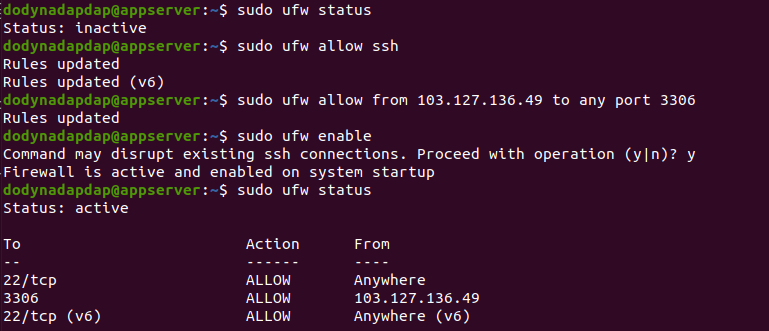 dodynadapdap@appserver:~$ sudo ufw status
Status: inactive
dodynadapdap@appserver:~$ sudo ufw allow ssh
Rules updated
Rules updated (v6)
dodynadapdap@appserver:~$ sudo ufw allow from 103.127.136.49 to any port 3306
Rules updated
dodynadapdap@appserver:~$ sudo ufw enable
Command may disrupt existing ssh connections. Proceed with operation (y|n)? y
Firewall is active and enabled on system startup
dodynadapdap@appserver:~$ sudo ufw status
Status: active

To                         Action      From
--                         ------      ----
22/tcp                     ALLOW       Anywhere
3306                       ALLOW       103.127.136.49
22/tcp (v6)                ALLOW       Anywhere (v6)